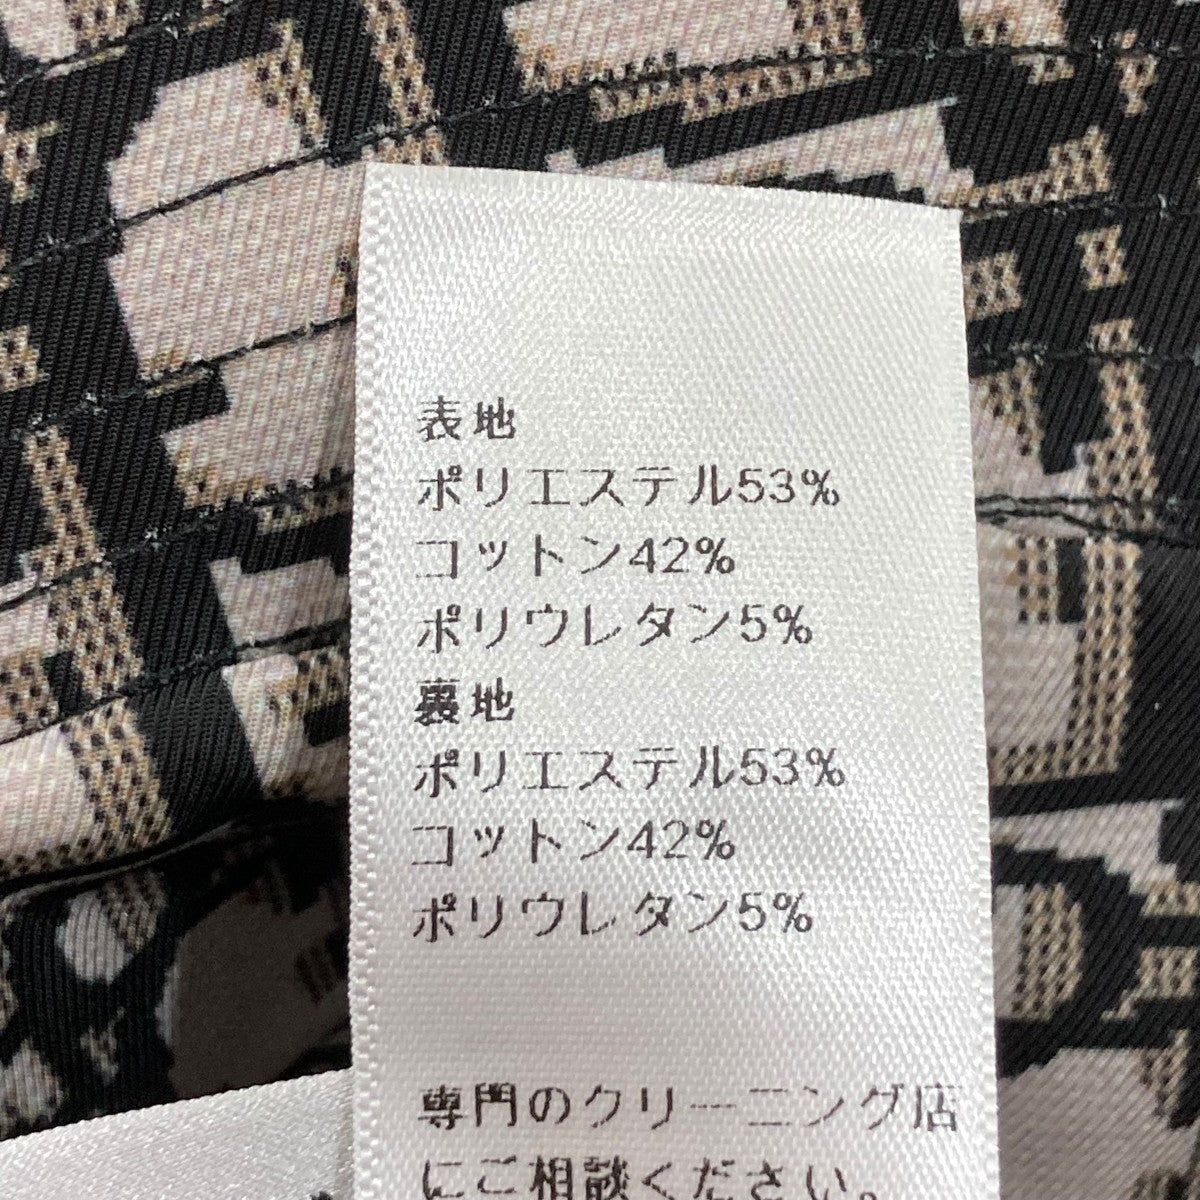 表地
ポリエステル53%
コットン42%
ポリウレタン5%
裏地
ポリエステル53%
コットン42%
ポリウレタン5%
専門のクリーニング店
にご相談ください。